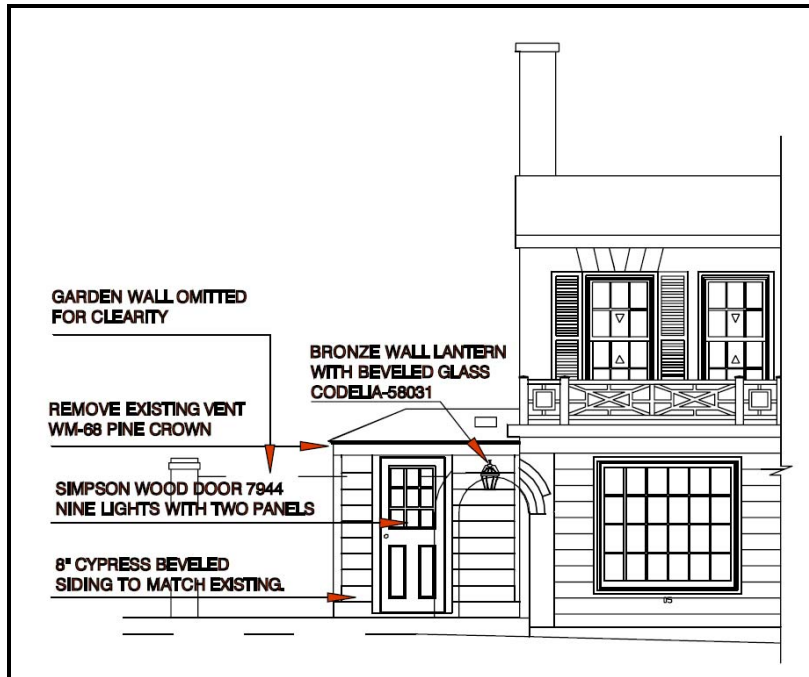 GARDEN WALL OMITTED
FOR CLEARITY
BRONZE WALL LANTERN
WITH BEVELED GLASS
CODELIA-58031
REMOVE EXISTING VENT
WM-68 PINE CROWN
SIMPSON WOOD DOOR 7944
NINE LIGHTS WITH TWO PANELS
8" CYPRESS BEVELED
SIDING TO MATCH EXISTING.